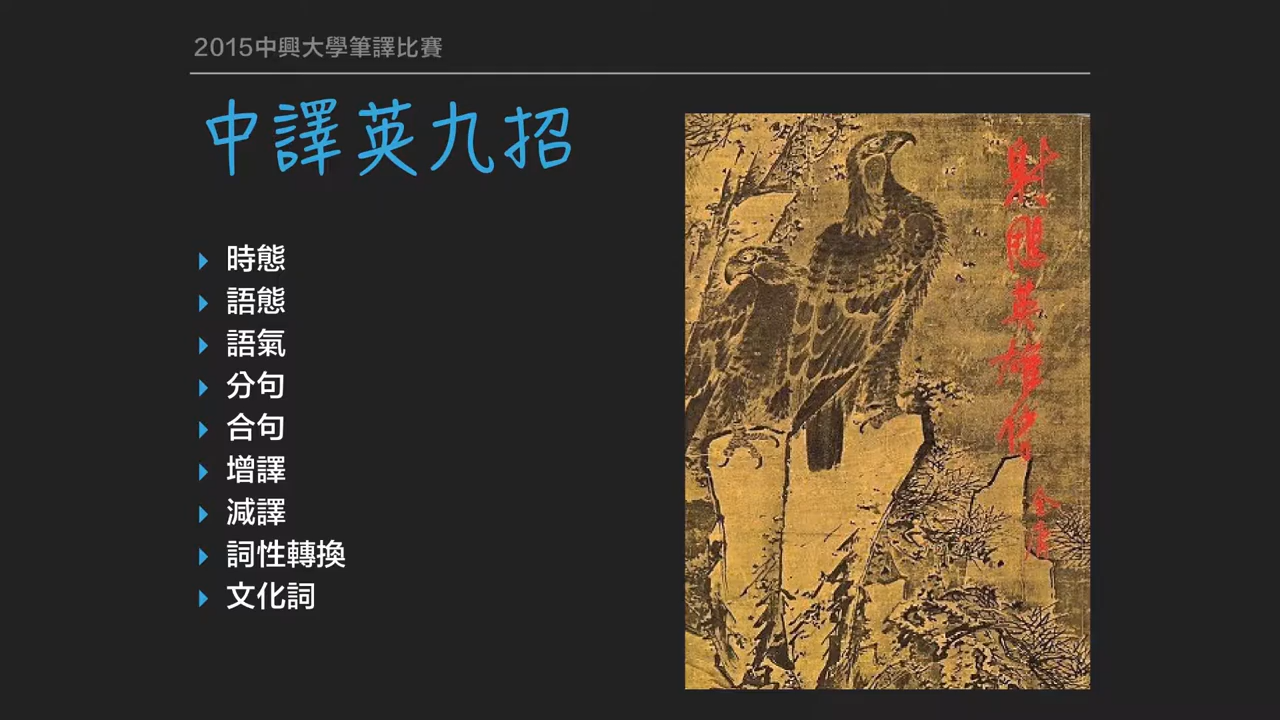 2015中興大學筆譯比賽
中譯英九招
時態
語態
語氣
分句
合句
增譯
減譯
詞性轉換
文化詞
射鵰英雄傳
金庸